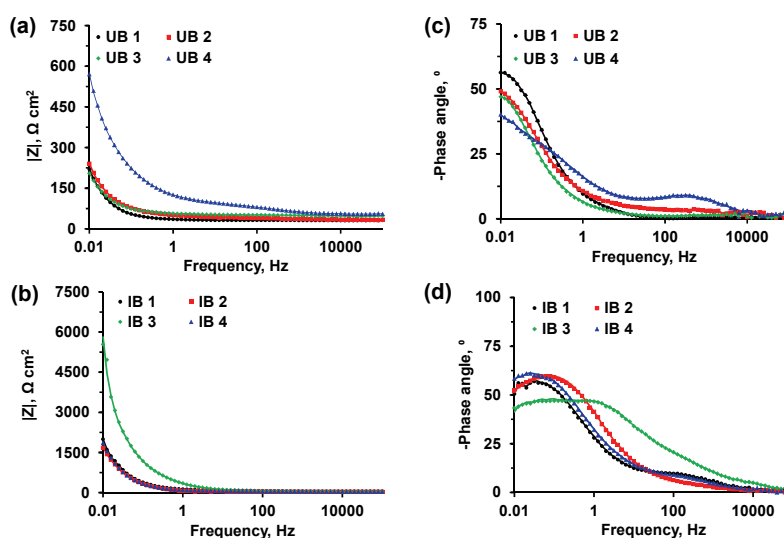 (a)
UB 1 UB 2
UB 3 UB 4
|Z|, Ω cm²
750
600
450
300
150
0
0.01 1 100 10000
Frequency, Hz
(c)
UB 1 UB 2
UB 3 UB 4
-Phase angle, °
75
50
25
0
0.01 1 100 10000
Frequency, Hz
(b)
IB 1 IB 2
IB 3 IB 4
|Z|, Ω cm²
7500
6000
4500
3000
1500
0
0.01 1 100 10000
Frequency, Hz
(d)
IB 1 IB 2
IB 3 IB 4
-Phase angle, °
100
75
50
25
0
0.01 1 100 10000
Frequency, Hz